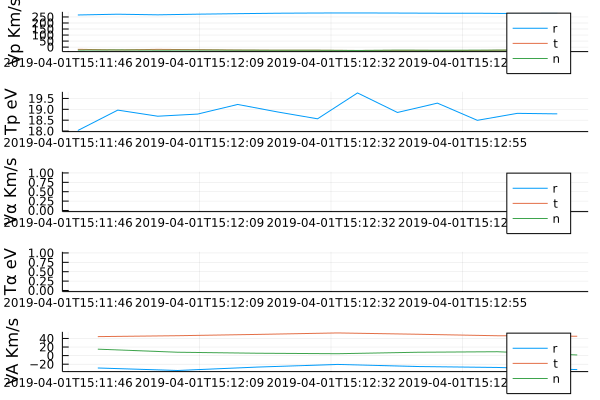 Vp Km/s
250
200
150
100
50
0
2019-04-01T15:11:46 2019-04-01T15:12:09 2019-04-01T15:12:32 2019-04-01T15:12
r
t
n
Tp eV
19.5
19.0
18.5
18.0
2019-04-01T15:11:46 2019-04-01T15:12:09 2019-04-01T15:12:32 2019-04-01T15:12:55
Vα Km/s
1.00
0.75
0.50
0.25
0.00
2019-04-01T15:11:46 2019-04-01T15:12:09 2019-04-01T15:12:32 2019-04-01T15:12
r
t
n
Tα eV
1.00
0.75
0.50
0.25
0.00
2019-04-01T15:11:46 2019-04-01T15:12:09 2019-04-01T15:12:32 2019-04-01T15:12:55
VA Km/s
40
20
0
−20
2019-04-01T15:11:46 2019-04-01T15:12:09 2019-04-01T15:12:32 2019-04-01T15:12
r
t
n